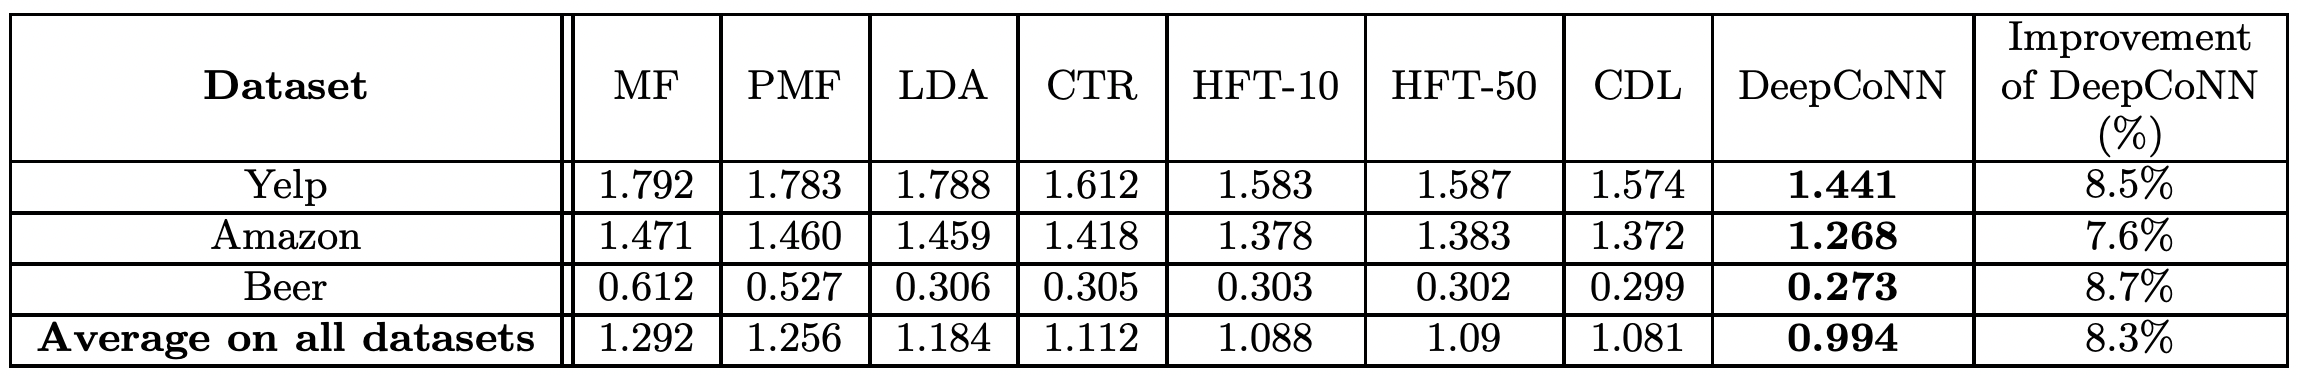 Dataset MF PMF LDA CTR HFT-10 HFT-50 CDL DeepCoNN Improvement of DeepCoNN (%)
Yelp 1.792 1.783 1.788 1.612 1.583 1.587 1.574 1.441 8.5%
Amazon 1.471 1.460 1.459 1.418 1.378 1.383 1.372 1.268 7.6%
Beer 0.612 0.527 0.306 0.305 0.303 0.302 0.299 0.273 8.7%
Average on all datasets 1.292 1.256 1.184 1.112 1.088 1.09 1.081 0.994 8.3%